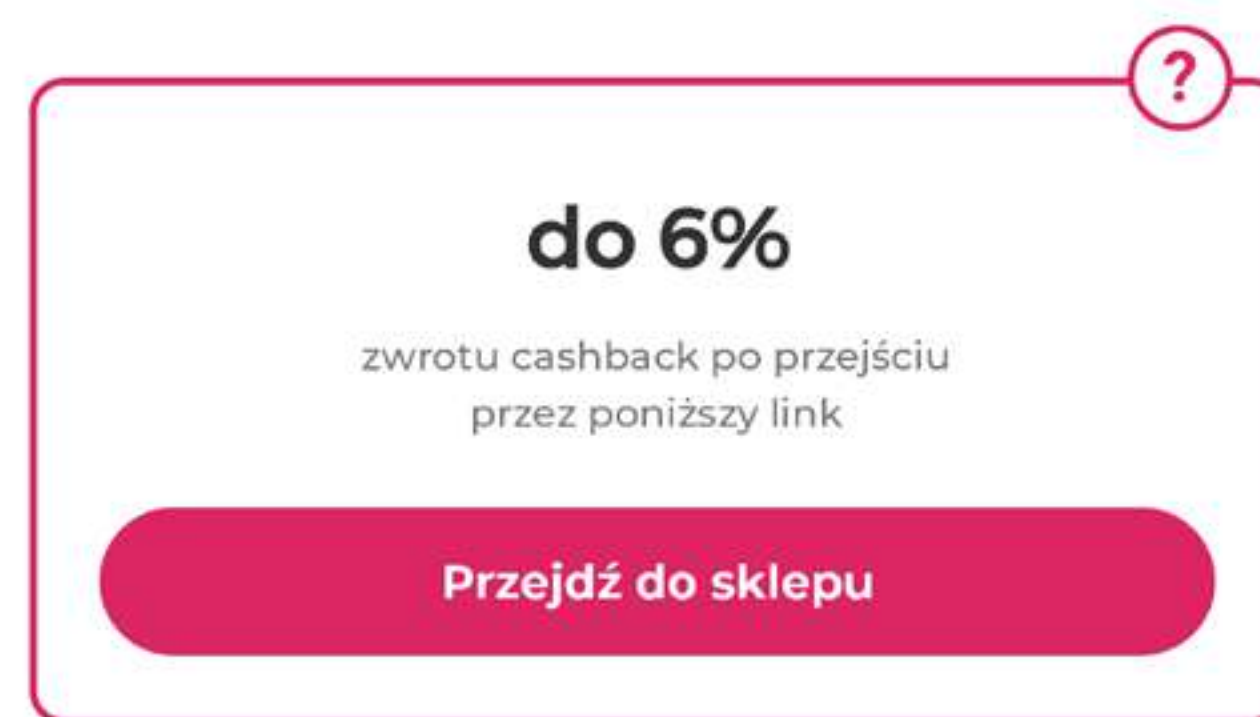 ?
do 6%
zwrotu cashback po przejściu
przez poniższy link
Przejdź do sklepu